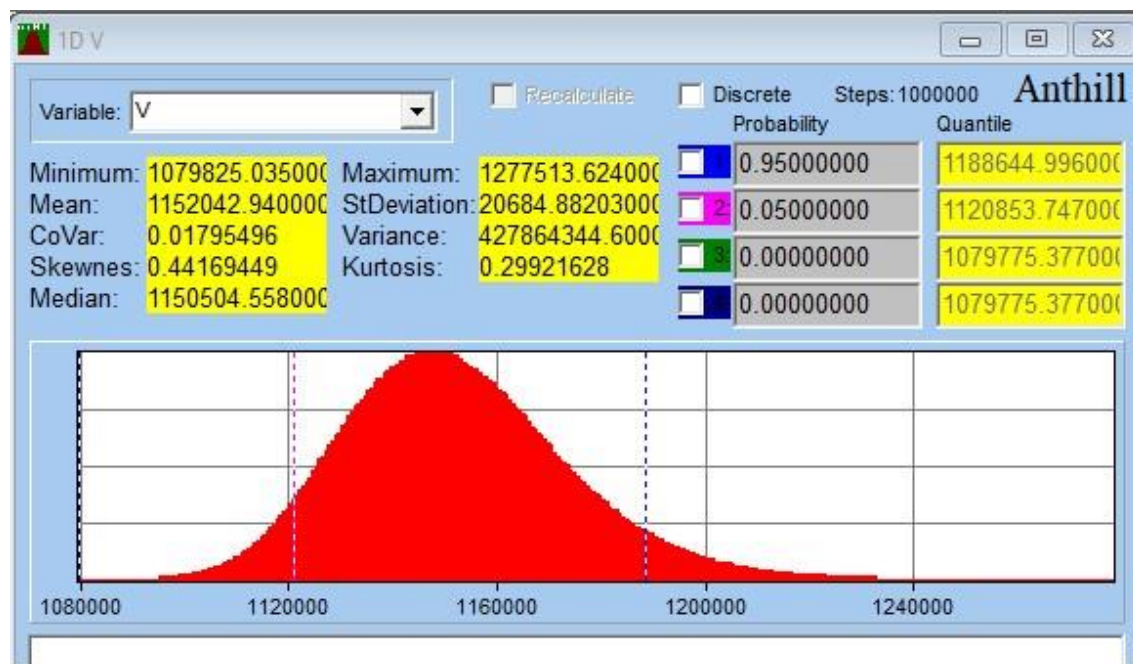 1D V
Anthill
Variable: V
Recalculate
Discrete
Steps: 1000000
Probability
Quantile
Minimum: 1079825.035000
Maximum: 1277513.624000
Mean: 1152042.940000
StDeviation: 20684.88203000
CoVar: 0.01795496
Variance: 427864344.6000
Skewnes: 0.44169449
Kurtosis: 0.29921628
Median: 1150504.558000
1: 0.95000000 1188644.996000
2: 0.05000000 1120853.747000
3: 0.00000000 1079775.377000
0.00000000 1079775.377000
1080000 1120000 1160000 1200000 1240000